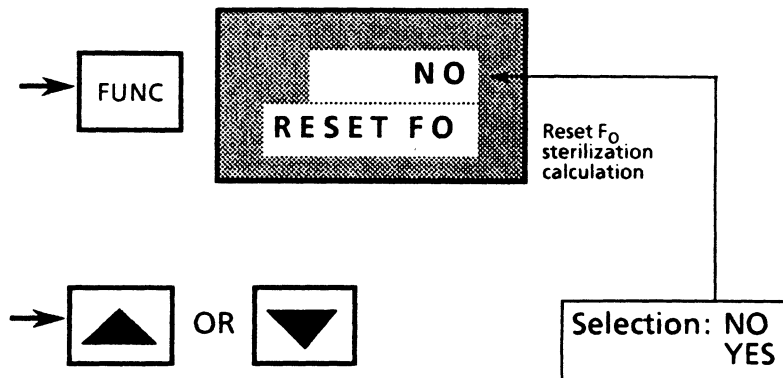 FUNC
NO
RESET FO
Reset FO
sterilization
calculation
OR
Selection: NO
YES